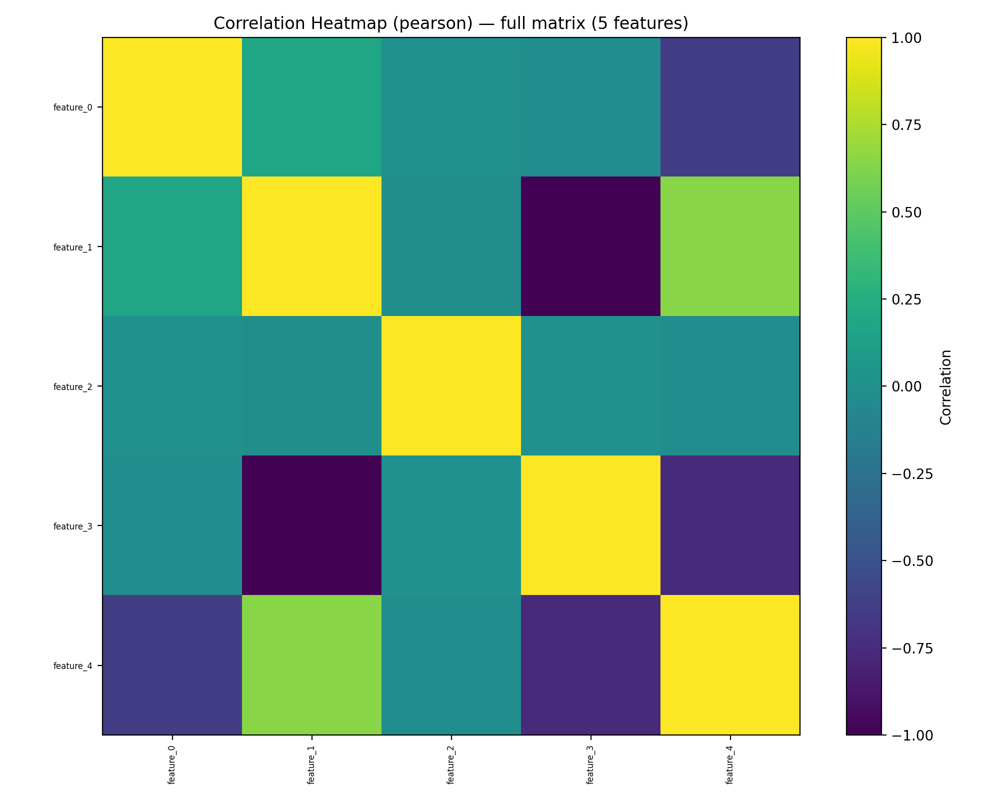 Correlation Heatmap (pearson) — full matrix (5 features)
feature_0
feature_1
feature_2
feature_3
feature_4
feature_0
feature_1
feature_2
feature_3
feature_4
1.00
0.75
0.50
0.25
0.00
−0.25
−0.50
−0.75
−1.00
Correlation